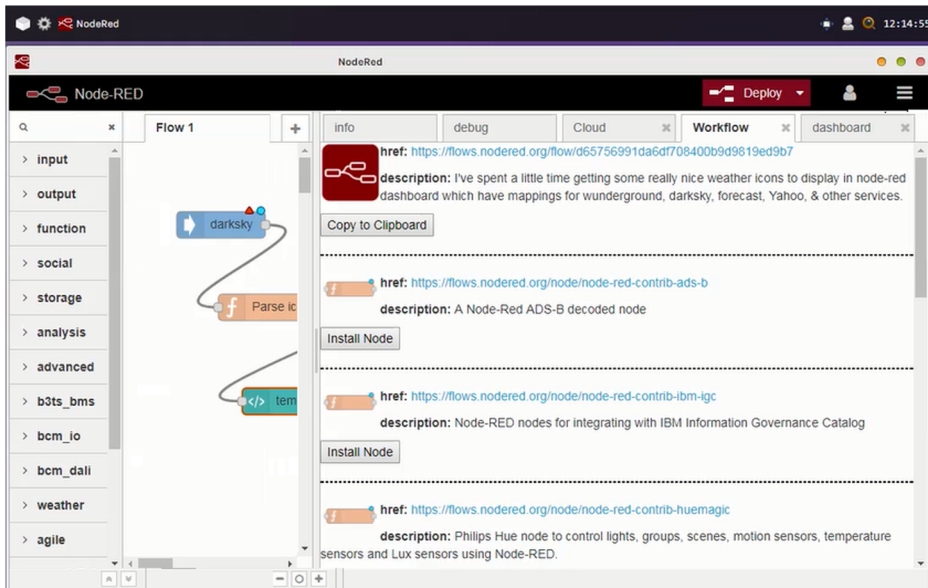 NodeRed
12:14:55
NodeRed
Node-RED
Deploy
Flow 1
info
debug
Cloud
Workflow
dashboard
input
output
function
social
storage
analysis
advanced
b3ts_bms
bcm_io
bcm_dali
weather
agile
darksky
Parse ic
tem
href: https://flows.nodered.org/flow/d65756991da6df708400b9d9819ed9b7
description: I've spent a little time getting some really nice weather icons to display in node-red
dashboard which have mappings for wunderground, darksky, forecast, Yahoo, & other services.
Copy to Clipboard
href: https://flows.nodered.org/node/node-red-contrib-ads-b
description: A Node-Red ADS-B decoded node
Install Node
href: https://flows.nodered.org/node/node-red-contrib-ibm-igc
description: Node-RED nodes for integrating with IBM Information Governance Catalog
Install Node
href: https://flows.nodered.org/node/node-red-contrib-huemagic
description: Philips Hue node to control lights, groups, scenes, motion sensors, temperature
sensors and Lux sensors using Node-RED.